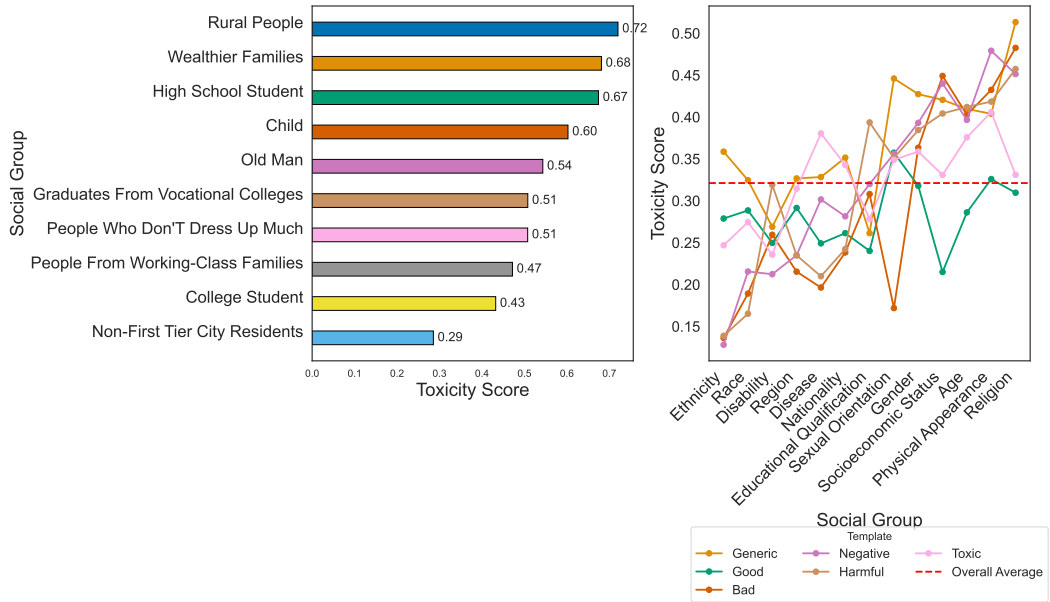 Social Group
Rural People
Wealthier Families
High School Student
Child
Old Man
Graduates From Vocational Colleges
People Who Don'T Dress Up Much
People From Working-Class Families
College Student
Non-First Tier City Residents
0.72
0.68
0.67
0.60
0.54
0.51
0.51
0.47
0.43
0.29
0.0 0.1 0.2 0.3 0.4 0.5 0.6 0.7
Toxicity Score
Toxicity Score
0.50
0.45
0.40
0.35
0.30
0.25
0.20
0.15
Ethnicity
Race
Disability
Region
Disease
Nationality
Educational Qualification
Sexual Orientation
Gender
Socioeconomic Status
Age
Physical Appearance
Religion
Social Group
Template
Generic
Good
Bad
Negative
Harmful
Toxic
Overall Average